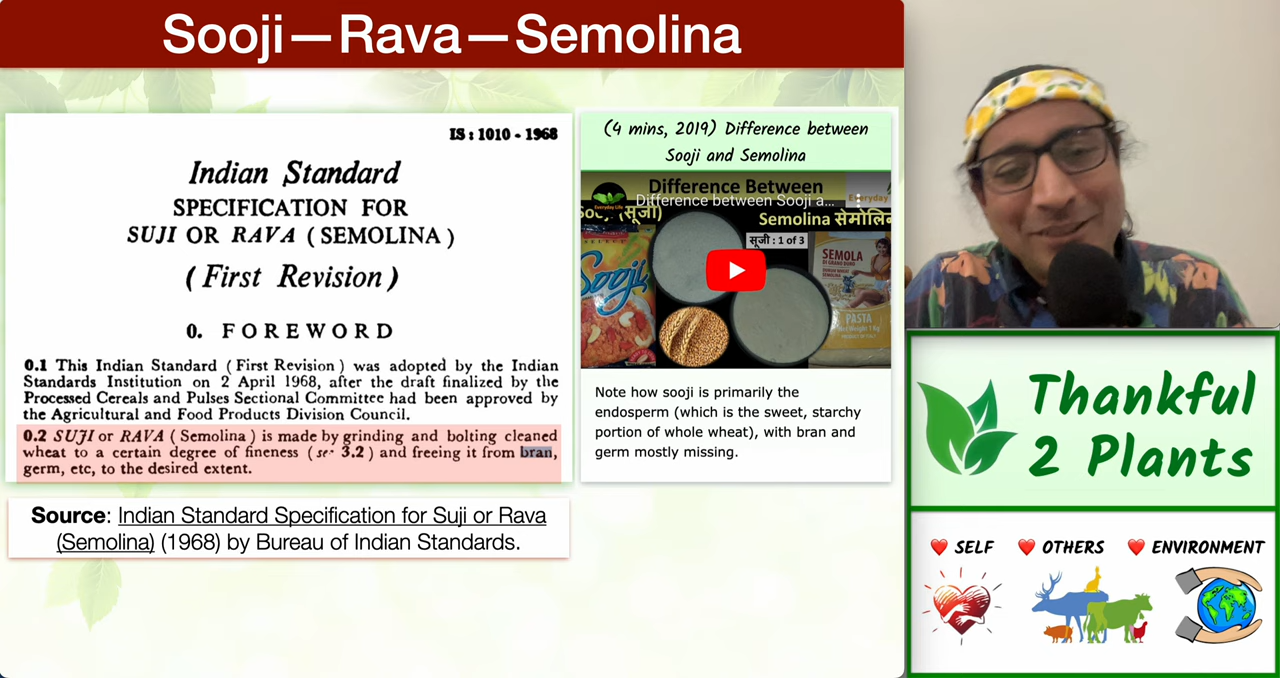 Sooji—Rava—Semolina
IS : 1010 - 1968
Indian Standard
SPECIFICATION FOR
SUJI OR RAVA ( SEMOLINA )
( First Revision )
0. FOREWORD
0.1 This Indian Standard ( First Revision ) was adopted by the Indian
Standards Institution on 2 April 1968, after the draft finalized by the
Processed Cereals and Pulses Sectional Committee had been approved by
the Agricultural and Food Products Division Council.
0.2 SUJI or RAVA ( Semolina ) is made by grinding and bolting cleaned
wheat to a certain degree of fineness ( see 3.2 ) and freeing it from bran,
germ, etc, to the desired extent.
Source: Indian Standard Specification for Suji or Rava
(Semolina) (1968) by Bureau of Indian Standards.
(4 mins, 2019) Difference between
Sooji and Semolina
Difference Between
Difference between Sooji a...
Everyday Life
Everyday
(सूजी)
Semolina सेमोलिन
सूजी : 1 of 3
Sooji
SEMOLA
PASTA
Note how sooji is primarily the
endosperm (which is the sweet, starchy
portion of whole wheat), with bran and
germ mostly missing.
Thankful
2 Plants
SELF
OTHERS
ENVIRONMENT